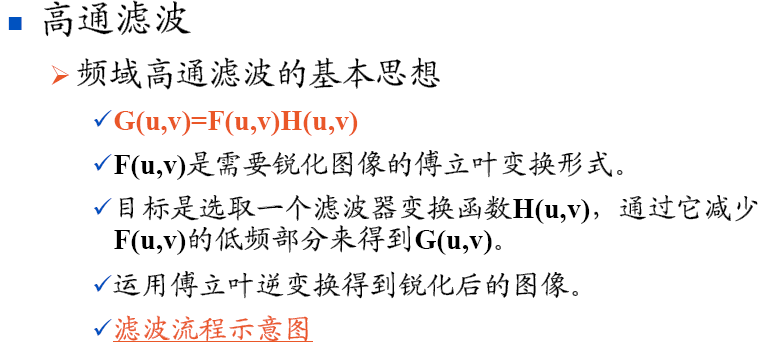 高通滤波
频域高通滤波的基本思想
G(u,v)=F(u,v)H(u,v)
F(u,v)是需要锐化图像的傅立叶变换形式。
目标是选取一个滤波器变换函数H(u,v)，通过它减少
F(u,v)的低频部分来得到G(u,v)。
运用傅立叶逆变换得到锐化后的图像。
滤波流程示意图